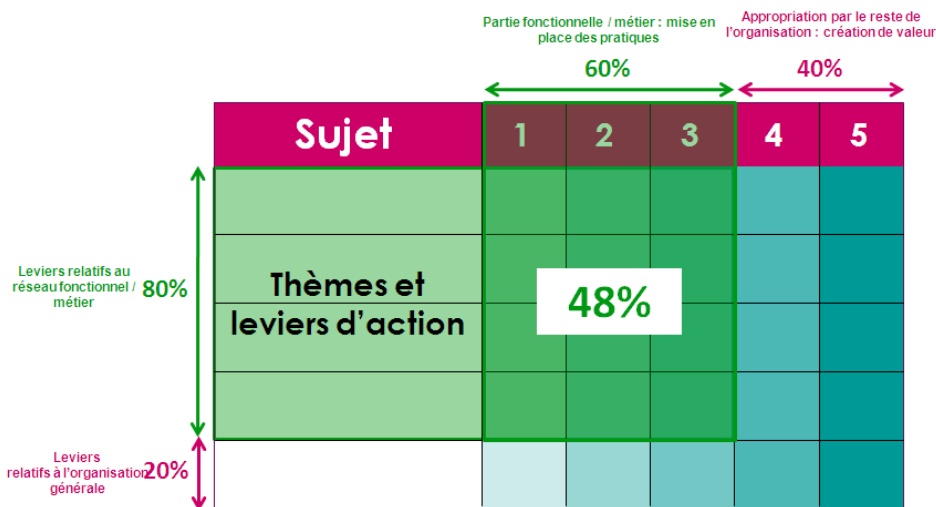 Partie fonctionnelle / métier : mise en
place des pratiques
Appropriation par le reste de
l'organisation : création de valeur
60%
40%
Sujet
1
2
3
4
5
Leviers relatifs au
réseau fonctionnel /
métier
80%
Thèmes et
leviers d'action
48%
Leviers
relatifs à l'organisation
générale
20%